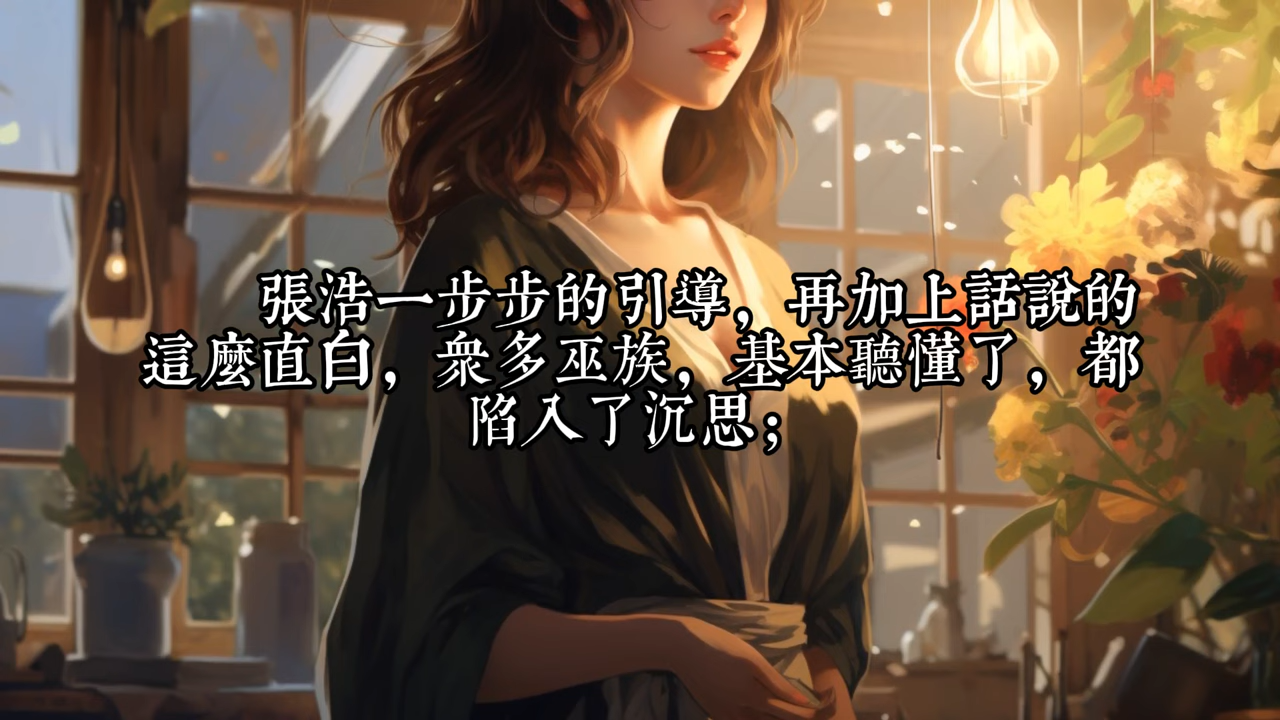 張浩一步步的引導，再加上話說的
這麼直白，衆多巫族，基本聽懂了，都
陷入了沉思；